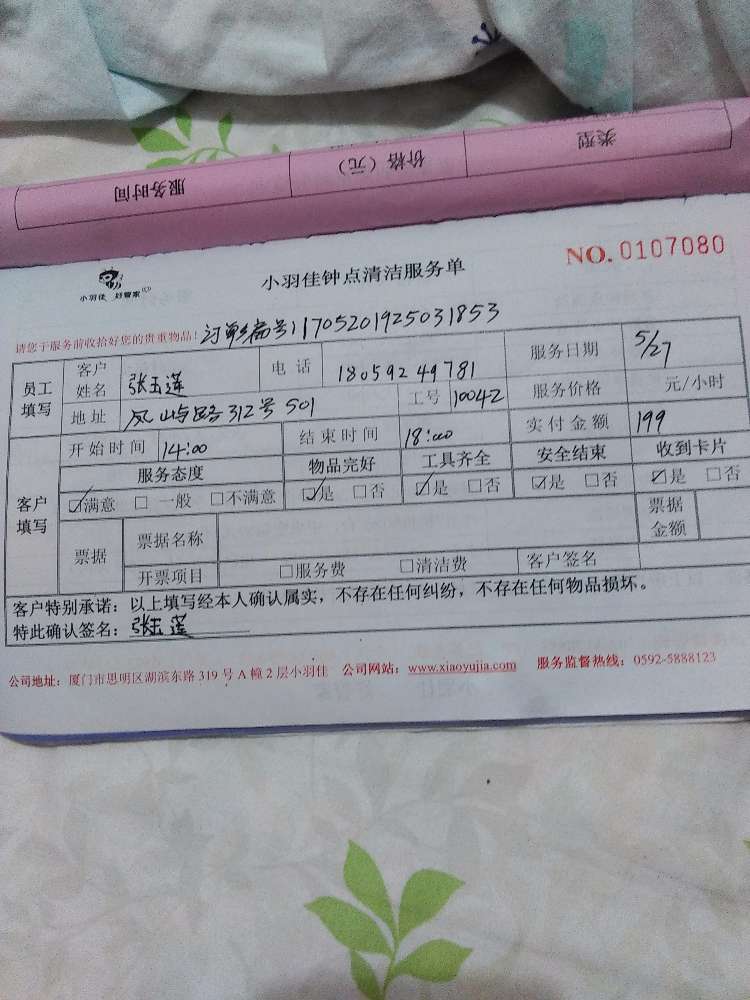 类型 价格（元） 服务时间
小羽佳 好管家
小羽佳钟点清洁服务单
NO.0107080
请您于服务前收拾好您的贵重物品！订单编号117052019250318 53
员工填写 客户姓名 张玉莲 电话 18059249781 服务日期 5/27
地址 凤屿路312号501 工号 10042 服务价格 元/小时
客户填写 开始时间 14:00 结束时间 18:00 实付金额 199
服务态度 物品完好 工具齐全 安全结束 收到卡片
☑满意 □一般 □不满意 ☑是 □否 ☑是 □否 ☑是 □否 ☑是 □否
票据 票据名称 票据金额
开票项目 □服务费 □清洁费 客户签名
客户特别承诺：以上填写经本人确认属实，不存在任何纠纷，不存在任何物品损坏。
特此确认签名：张玉莲
公司地址：厦门市思明区湖滨东路 319 号 A 幢 2 层小羽佳 公司网站：www.xiaoyujia.com 服务监督热线：0592-5888123